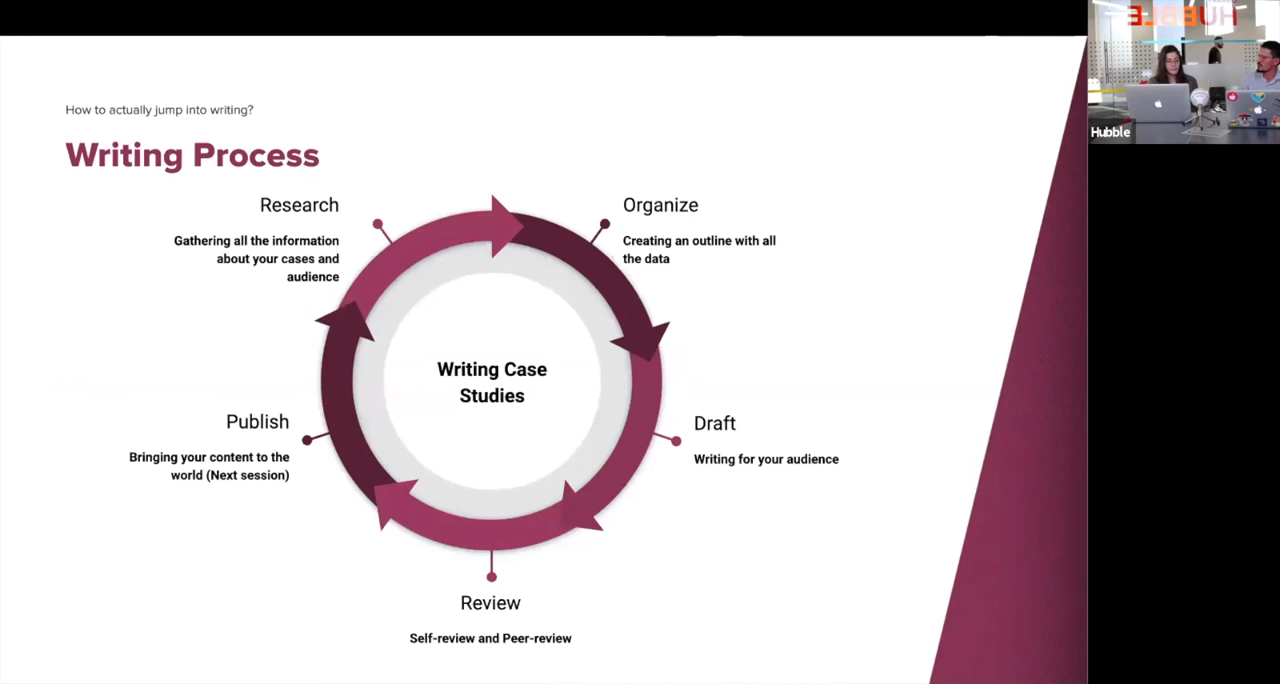 How to actually jump into writing?
Writing Process
Research
Gathering all the information
about your cases and
audience
Organize
Creating an outline with all
the data
Writing Case
Studies
Publish
Bringing your content to the
world (Next session)
Draft
Writing for your audience
Review
Self-review and Peer-review
HUBBLE
Hubble